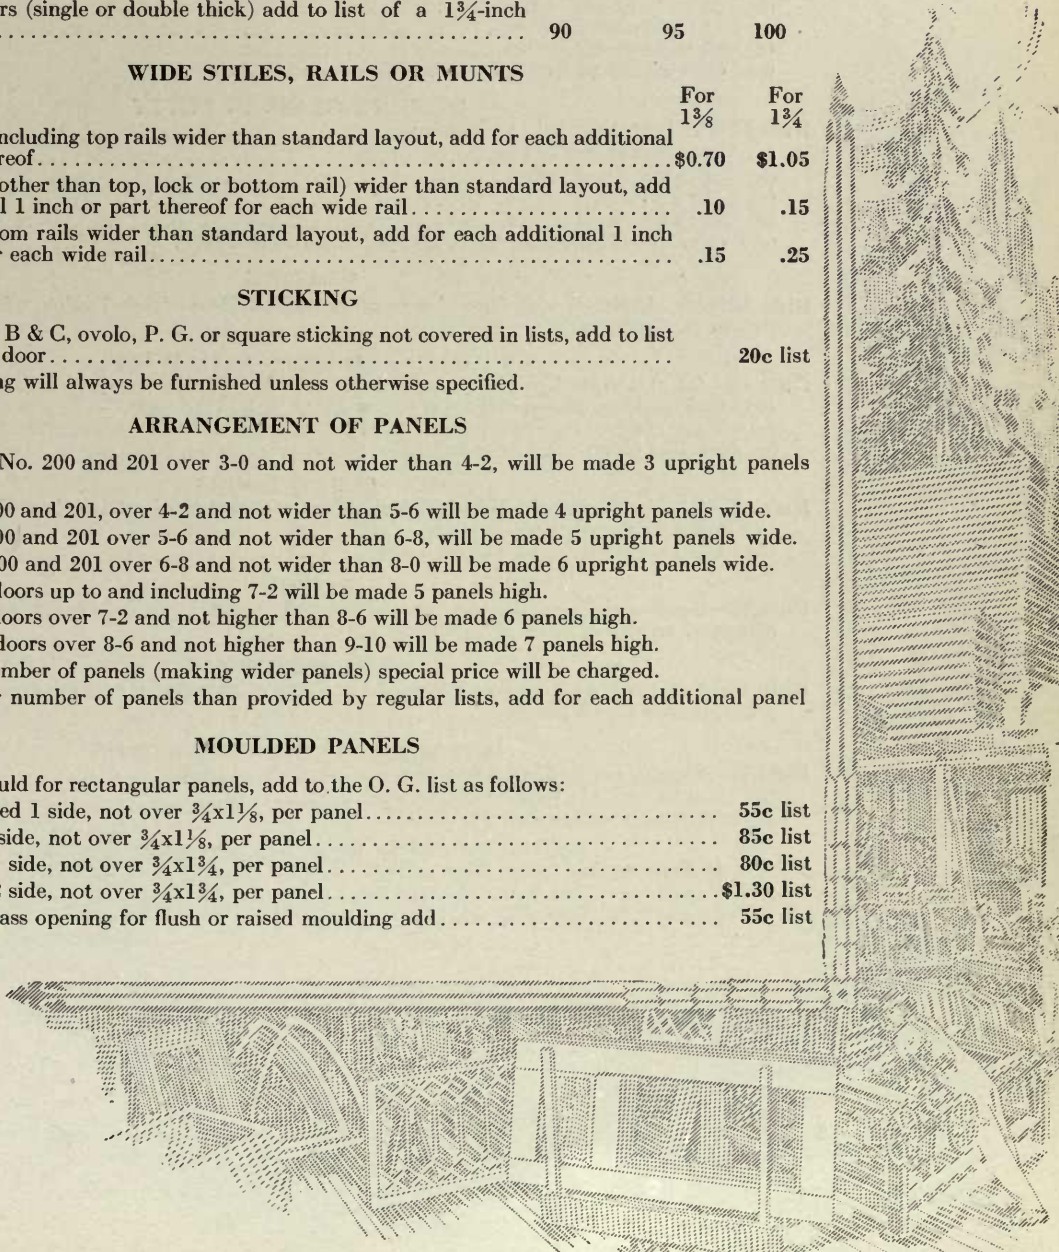 rs (single or double thick) add to list of a 1¾-inch
................................................ 90 95 100
WIDE STILES, RAILS OR MUNTS
For For
1⅜ 1¾
ncluding top rails wider than standard layout, add for each additional
reof................................................$0.70 $1.05
other than top, lock or bottom rail) wider than standard layout, add
l 1 inch or part thereof for each wide rail........................ .10 .15
om rails wider than standard layout, add for each additional 1 inch
r each wide rail................................................ .15 .25
STICKING
B & C, ovolo, P. G. or square sticking not covered in lists, add to list
door................................................ 20c list
ng will always be furnished unless otherwise specified.
ARRANGEMENT OF PANELS
No. 200 and 201 over 3-0 and not wider than 4-2, will be made 3 upright panels
00 and 201, over 4-2 and not wider than 5-6 will be made 4 upright panels wide.
00 and 201 over 5-6 and not wider than 6-8, will be made 5 upright panels wide.
00 and 201 over 6-8 and not wider than 8-0 will be made 6 upright panels wide.
doors up to and including 7-2 will be made 5 panels high.
oors over 7-2 and not higher than 8-6 will be made 6 panels high.
doors over 8-6 and not higher than 9-10 will be made 7 panels high.
mber of panels (making wider panels) special price will be charged.
r number of panels than provided by regular lists, add for each additional panel
MOULDED PANELS
uld for rectangular panels, add to the O. G. list as follows:
ed 1 side, not over ¾x1⅛, per panel................................ 55c list
side, not over ¾x1⅛, per panel................................ 85c list
side, not over ¾x1¾, per panel................................ 80c list
2 side, not over ¾x1¾, per panel................................$1.30 list
ass opening for flush or raised moulding add........................ 55c list